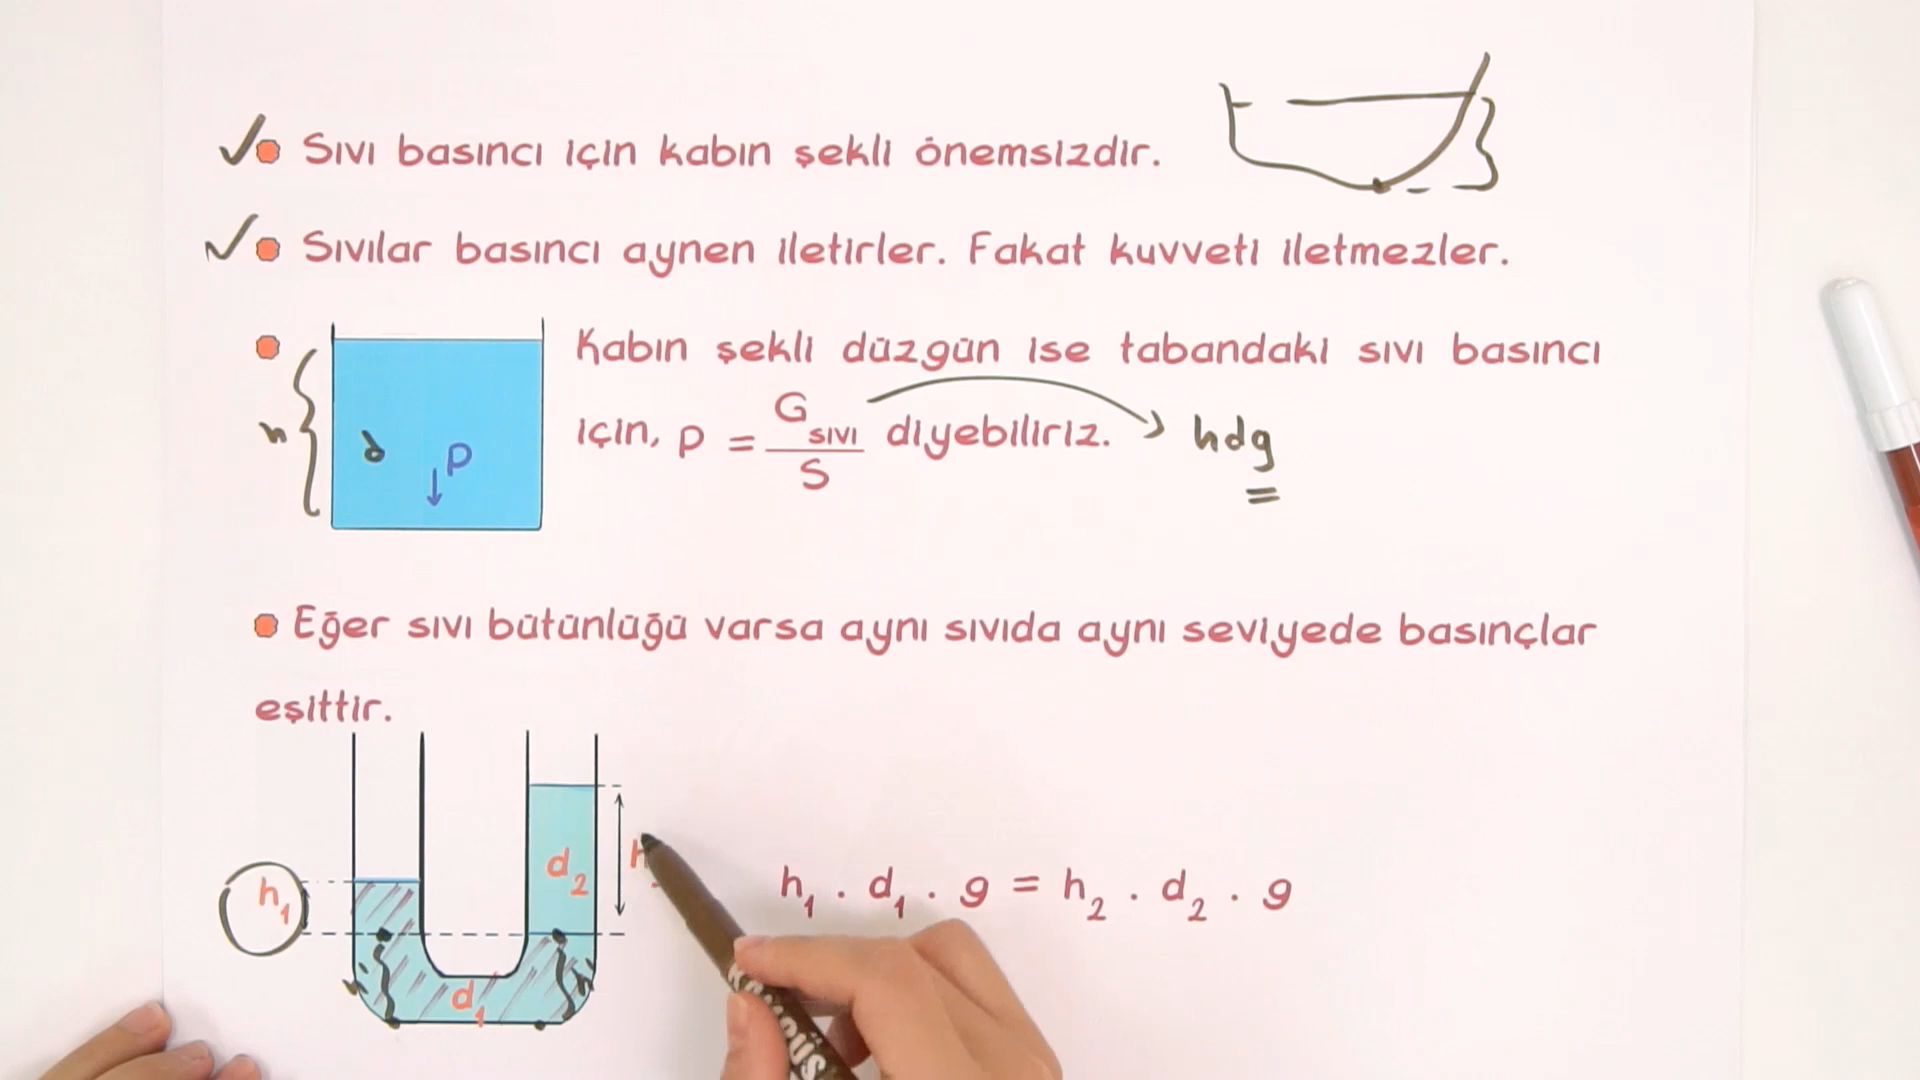 Sıvı basıncı için kabın şekli önemsizdir.
Sıvılar basıncı aynen iletirler. Fakat kuvveti iletmezler.
Kabın şekli düzgün ise tabandaki sıvı basıncı
için, P = G sıvı / S diyebiliriz. hdg
h
d
P
Eğer sıvı bütünlüğü varsa aynı sıvıda aynı seviyede basınçlar
eşittir.
d₂
h₁
h₁ . d₁ . g = h₂ . d₂ . g
h'
h'
d₁